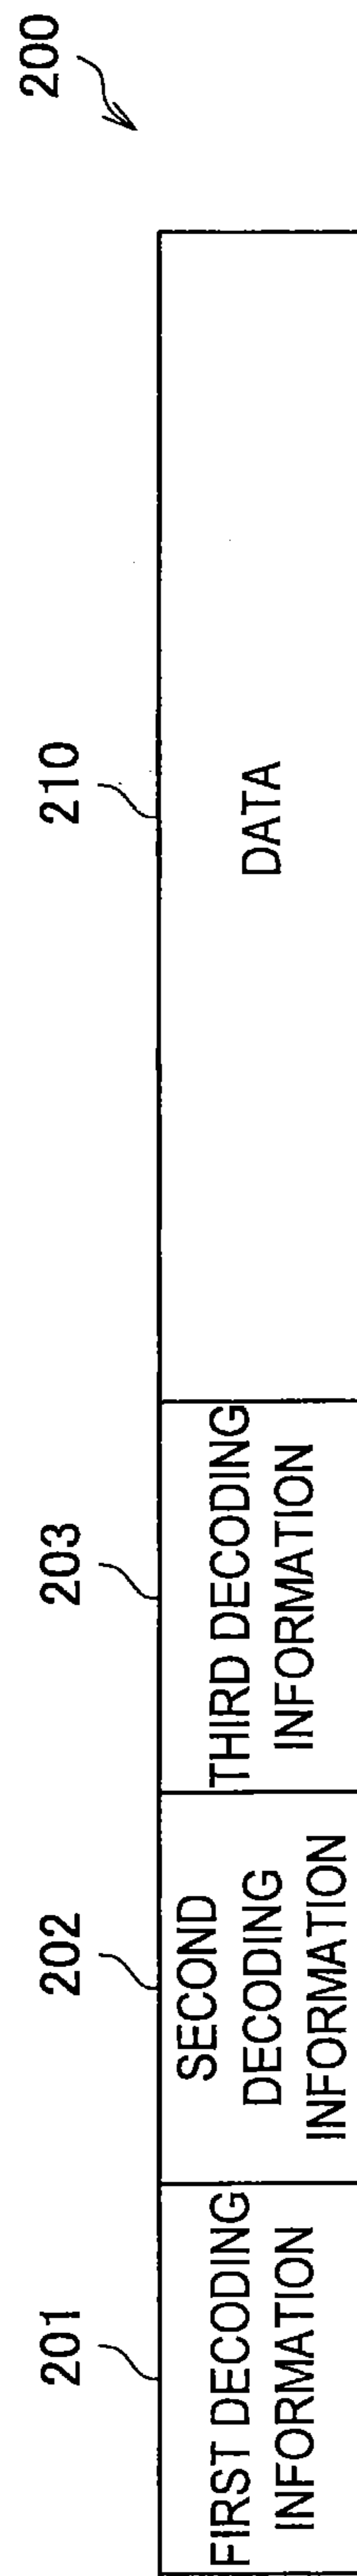 200
201
202
203
210
FIRST DECODING
INFORMATION
SECOND
DECODING
INFORMATION
THIRD DECODING
INFORMATION
DATA